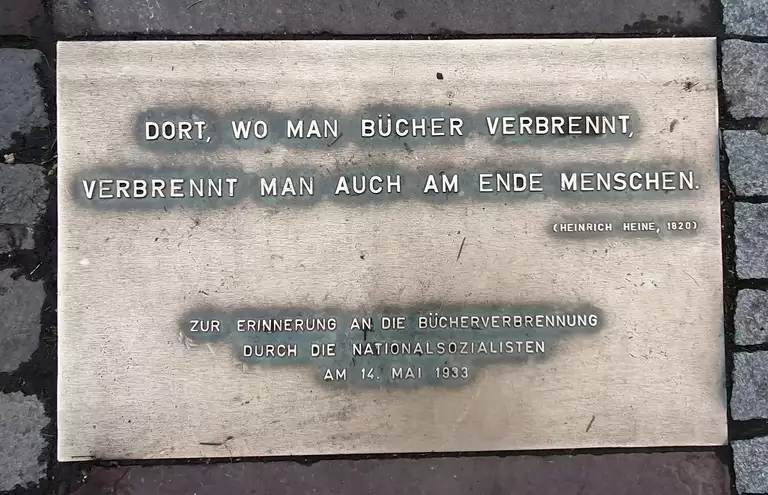 DORT, WO MAN BÜCHER VERBRENNT,
VERBRENNT MAN AUCH AM ENDE MENSCHEN.
(HEINRICH HEINE, 1820)
ZUR ERINNERUNG AN DIE BÜCHERVERBRENNUNG
DURCH DIE NATIONALSOZIALISTEN
AM 14. MAI 1933